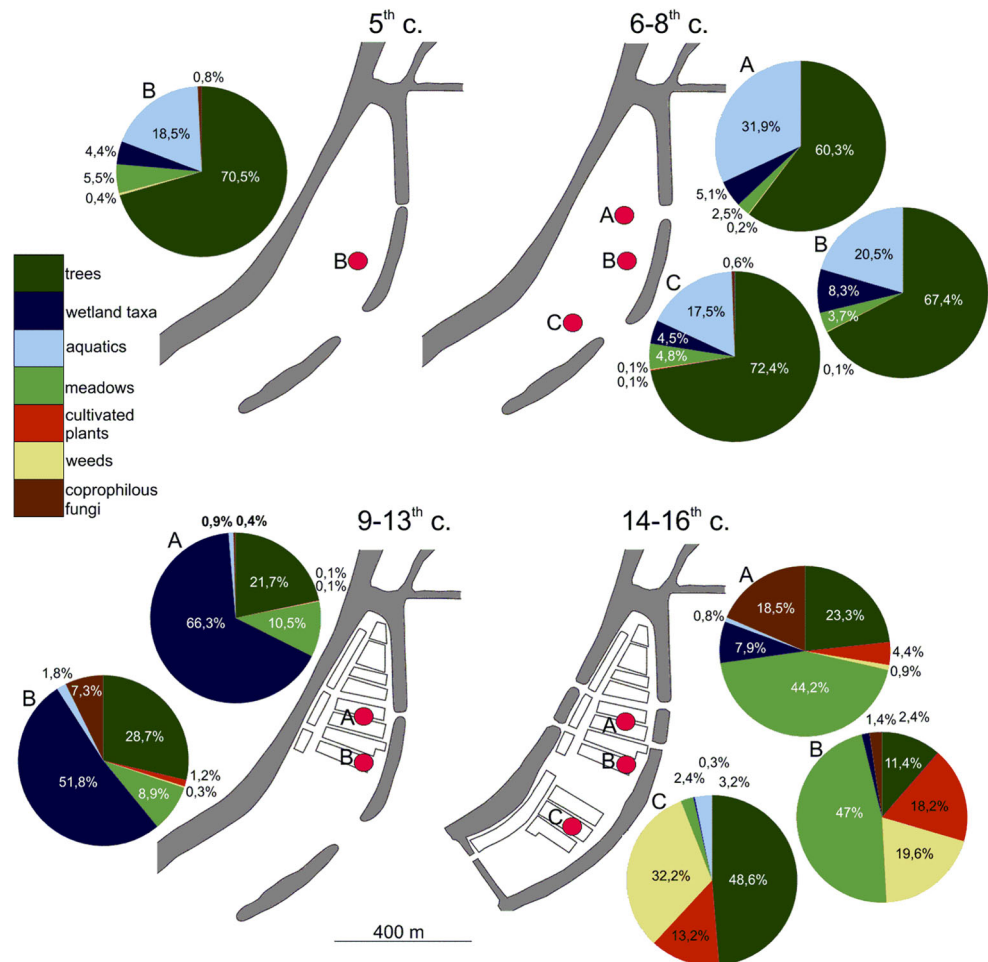 5th c.
6-8th c.
B
0,8%
18,5%
4,4%
5,5%
0,4%
70,5%
B
A
31,9%
60,3%
5,1%
2,5%
0,2%
A
B
C
B
20,5%
8,3%
3,7%
67,4%
0,1%
C
0,6%
17,5%
4,5%
4,8%
0,1%
0,1%
72,4%
trees
wetland taxa
aquatics
meadows
cultivated
plants
weeds
coprophilous
fungi
9-13th c.
14-16th c.
A
0,9% 0,4%
21,7%
0,1%
0,1%
66,3%
10,5%
B
1,8%
7,3%
28,7%
1,2%
0,3%
51,8%
8,9%
A
B
A
18,5%
23,3%
0,8%
7,9%
4,4%
0,9%
44,2%
A
B
C
B
1,4% 2,4%
11,4%
47%
18,2%
19,6%
C
0,3%
2,4%
3,2%
32,2%
48,6%
13,2%
400 m